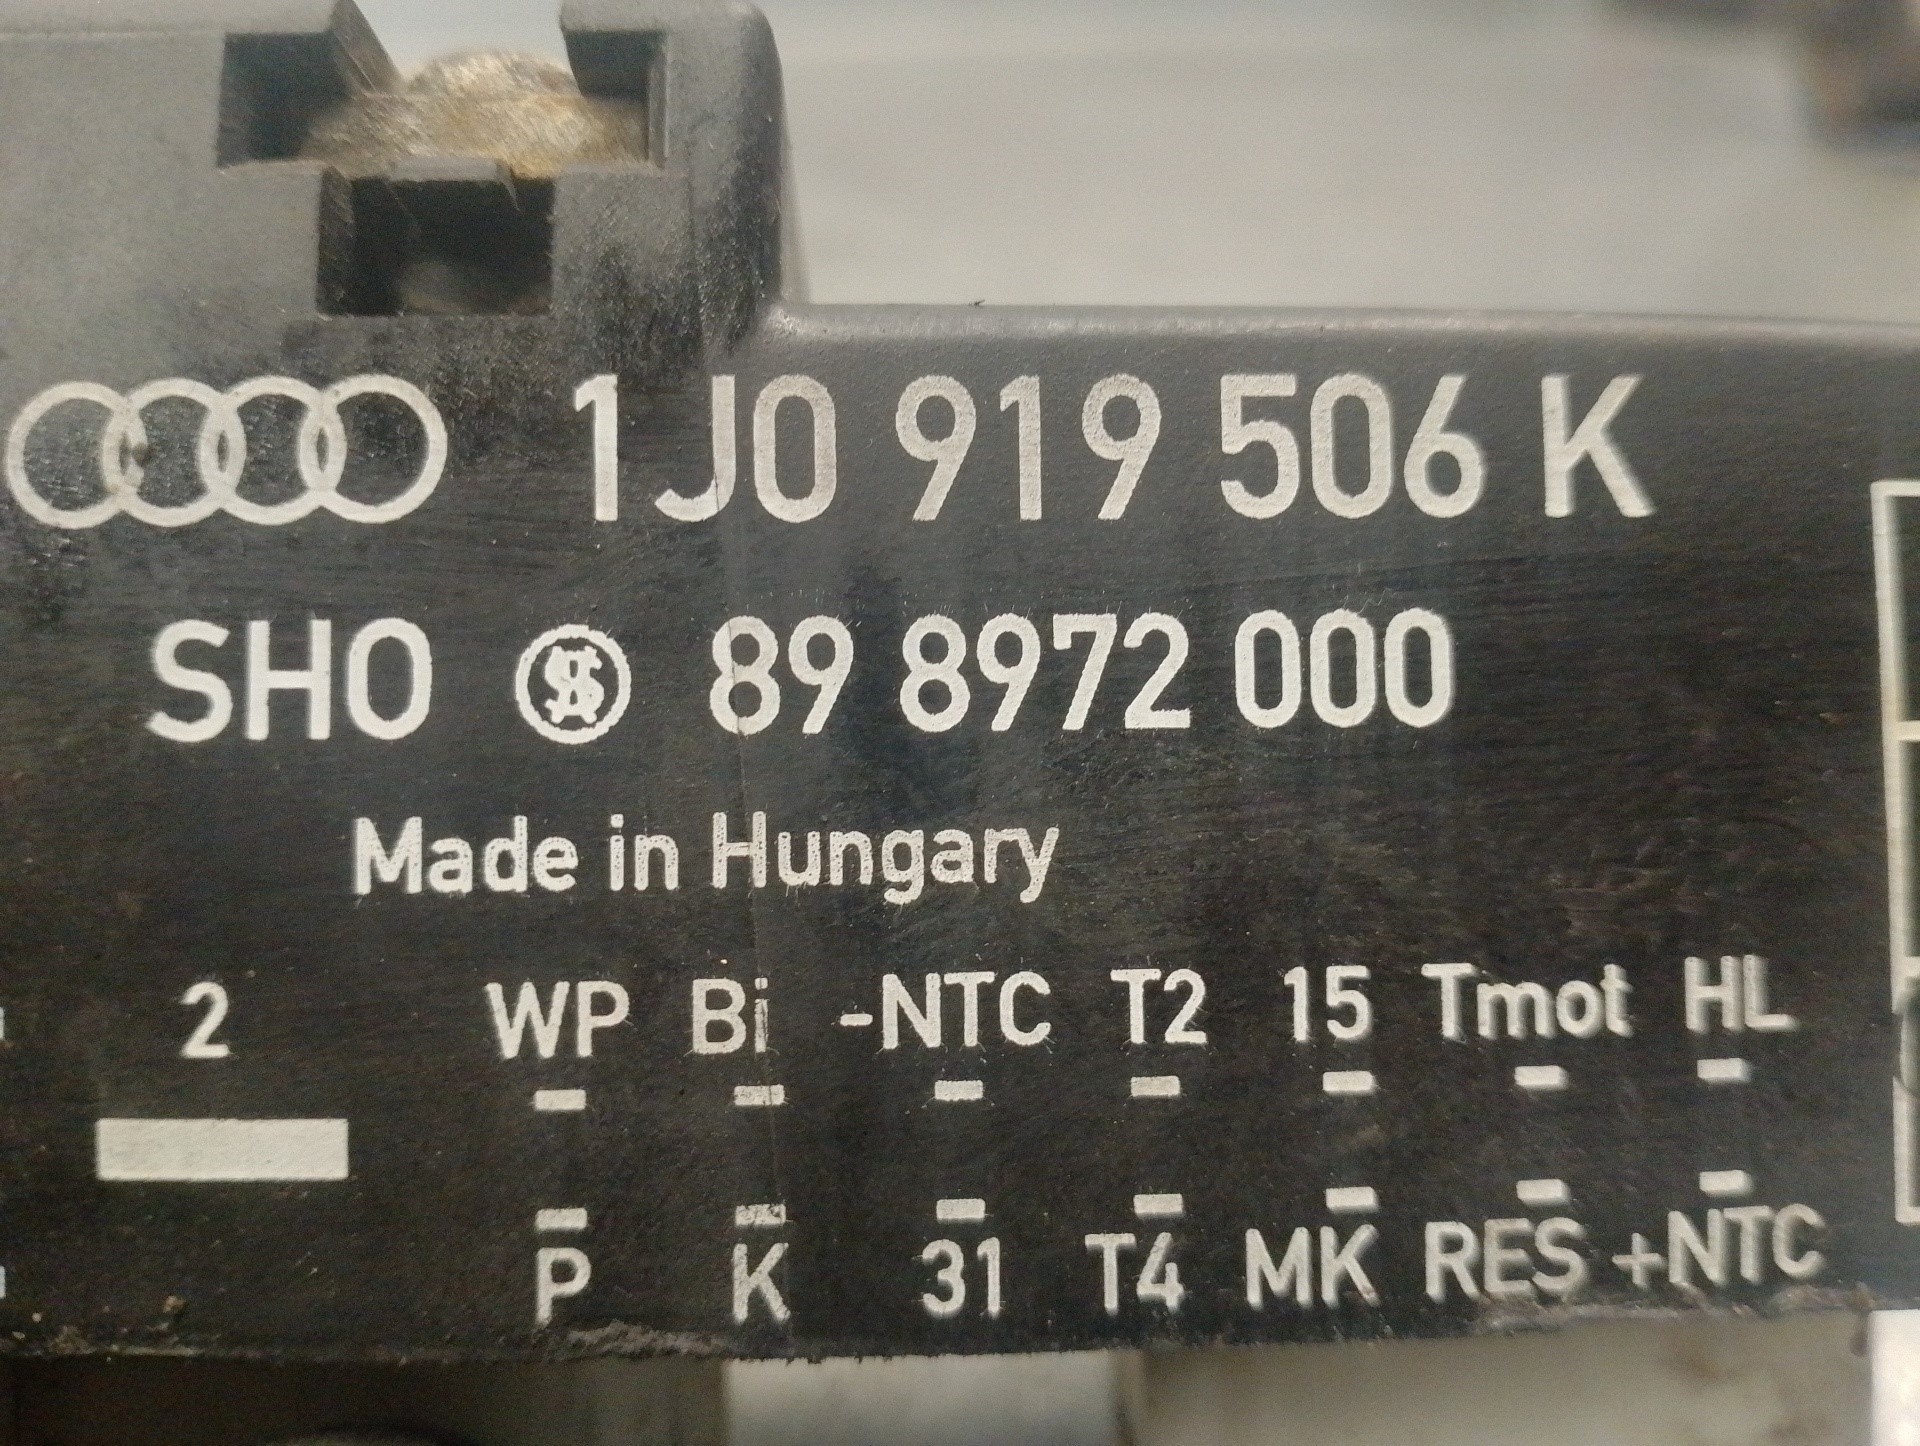 1J0 919 506 K
SHO 89 8972 000
Made in Hungary
2 WP Bi -NTC T2 15 Tmot HL
P K 31 T4 MK RES +NTC